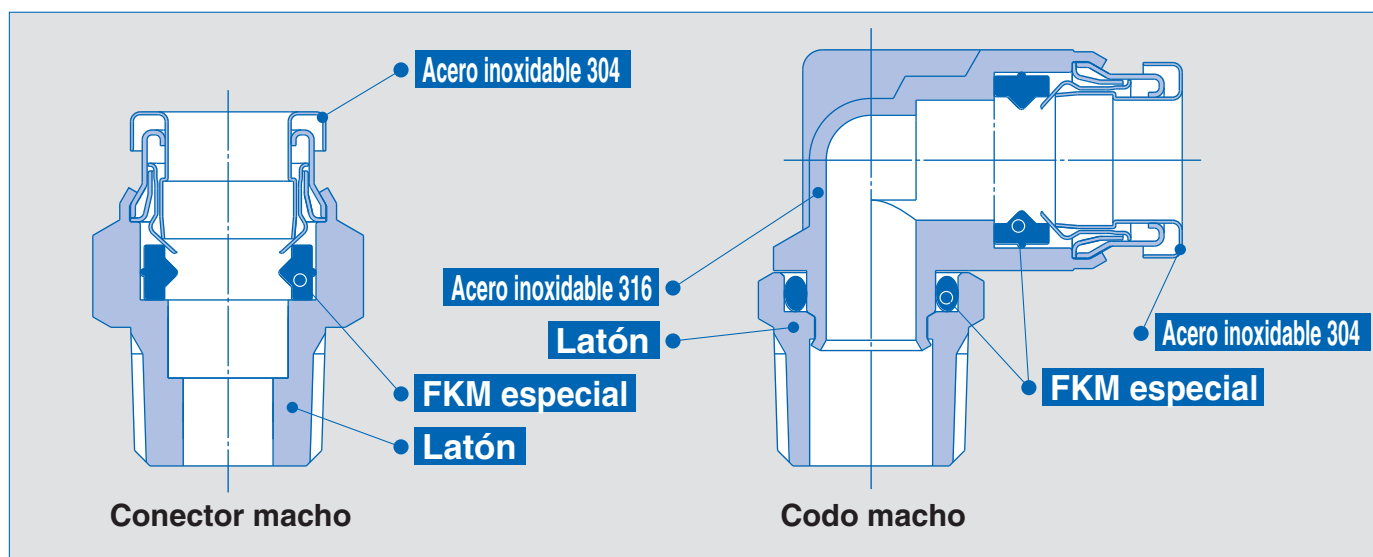 Acero inoxidable 304
FKM especial
Latón
Conector macho
Acero inoxidable 316
Latón
Acero inoxidable 304
FKM especial
Codo macho